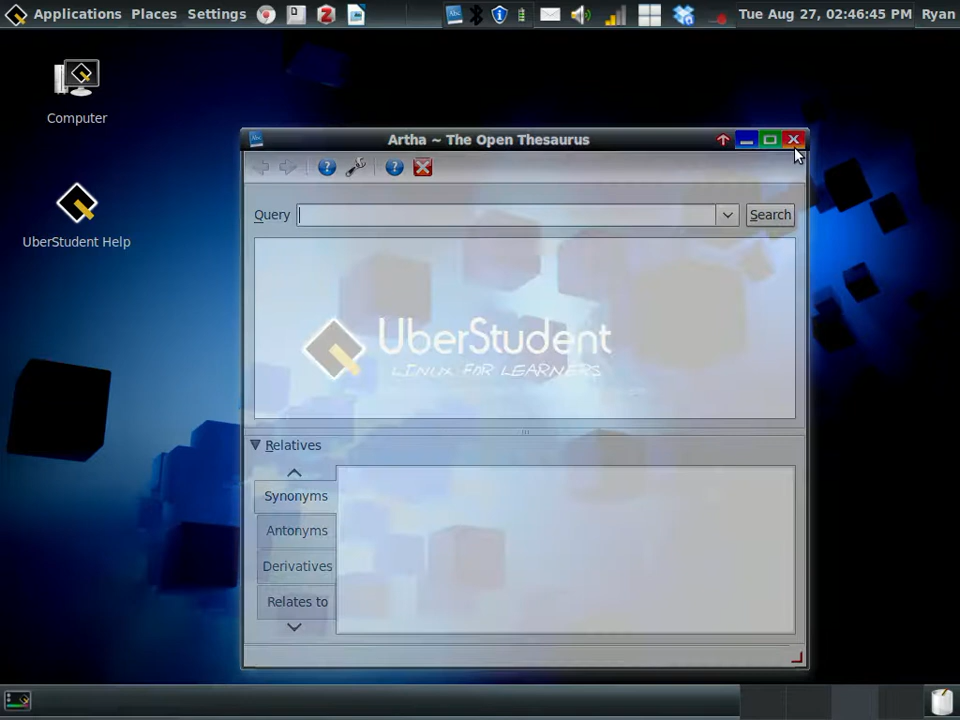 Applications Places Settings Tue Aug 27, 02:46:45 PM Ryan
Computer
UberStudent Help
Artha ~ The Open Thesaurus
Query Search
UberStudent
LINUX FOR LEARNERS
Relatives
Synonyms
Antonyms
Derivatives
Relates to